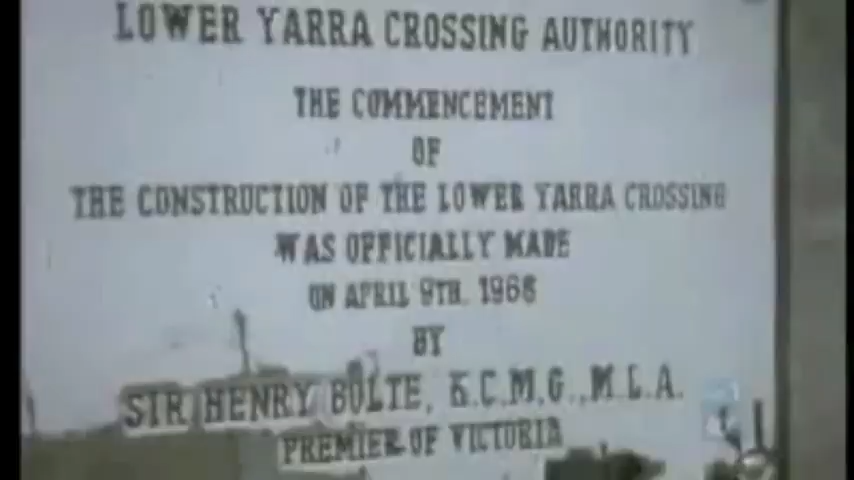 LOWER YARRA CROSSING AUTHORITY
THE COMMENCEMENT
OF
THE CONSTRUCTION OF THE LOWER YARRA CROSSING
WAS OFFICIALLY MADE
ON APRIL 9TH. 1968
BY
SIR HENRY BOLTE, K.C.M.G., M.L.A.
PREMIER OF VICTORIA